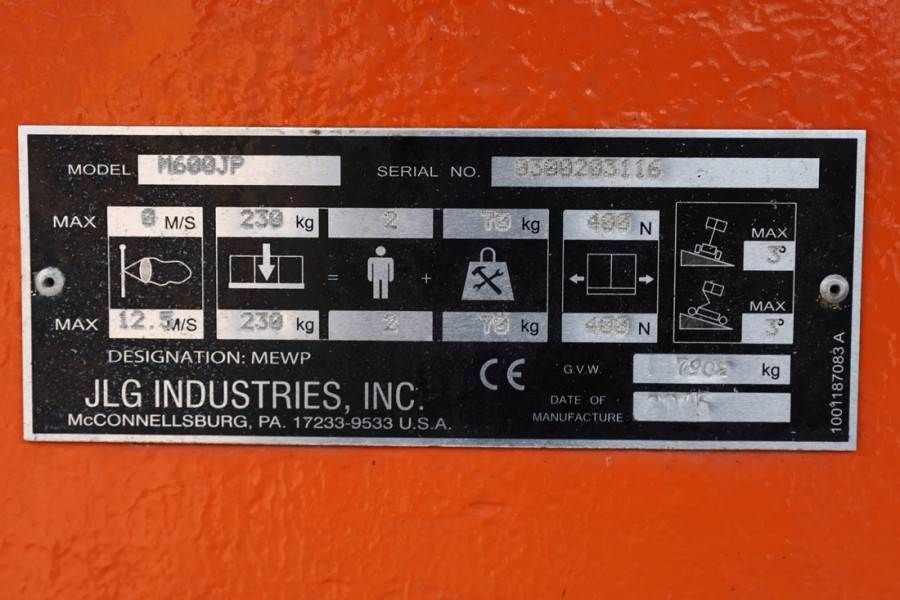 MODEL M600JP SERIAL NO. 0300203116
MAX 0 M/S 230 kg 2 70 kg 400 N
MAX 3°
= +
MAX 3°
MAX 12.5 M/S 230 kg 2 70 kg 400 N
DESIGNATION: MEWP
CE G.V.W. kg
JLG INDUSTRIES, INC.
DATE OF MANUFACTURE
McCONNELLSBURG, PA. 17233-9533 U.S.A.
1001187083 A